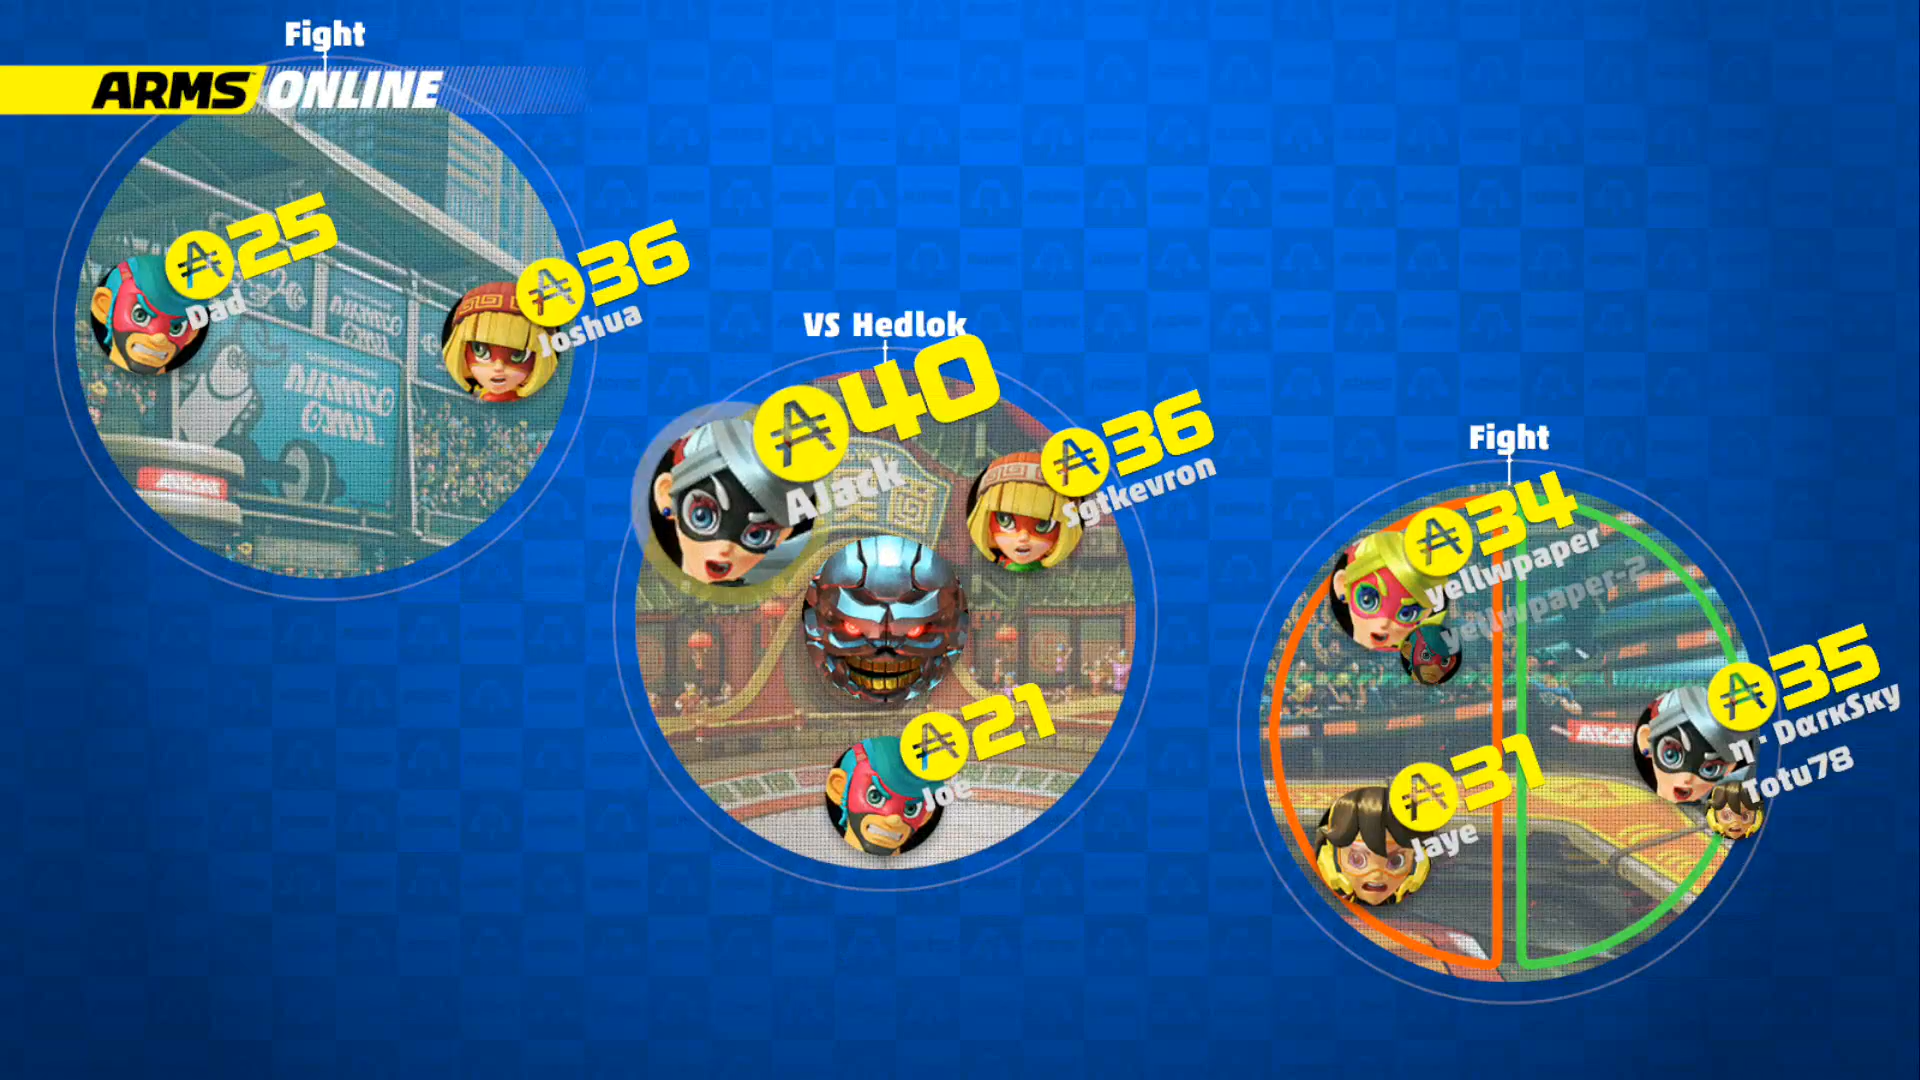 Fight
ARMS ONLINE
25
Dad
36
Joshua
VS Hedlok
40
AJack
36
Sgtkevron
21
Joe
Fight
34
yellwpaper
yellwpaper-2
35
Totu78
31
Jaye